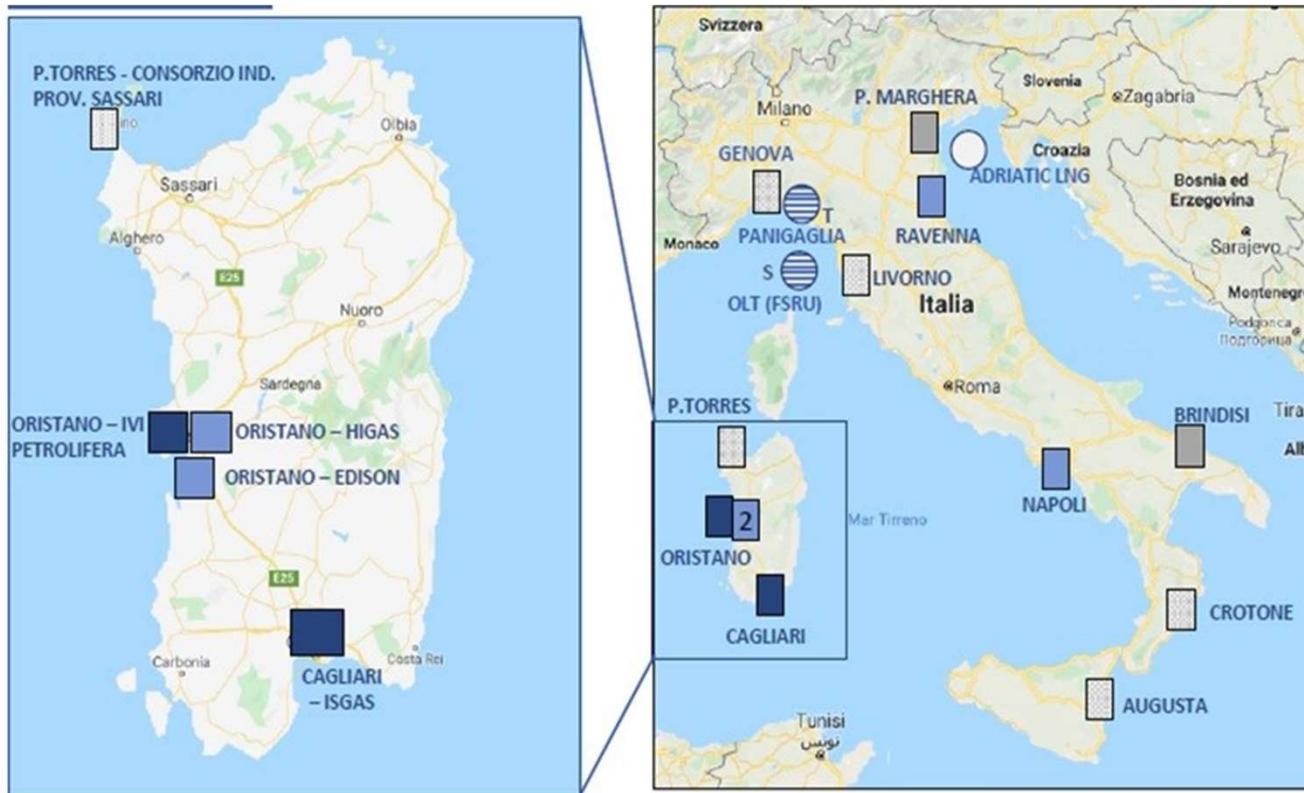 P.TORRES - CONSORZIO IND.
PROV. SASSARI
Olbia
Sassari
Alghero
E25
Nuoro
Sardegna
ORISTANO – IVI
PETROLIFERA
ORISTANO – HIGAS
ORISTANO – EDISON
E25
Carbonia
CAGLIARI
– ISGAS
Costa Rei
Svizzera
Slovenia
Milano
P. MARGHERA
Zagabria
GENOVA
Croazia
ADRIATIC LNG
Bosnia ed
Erzegovina
T
PANIGAGLIA
RAVENNA
Monaco
Sarajevo
S
LIVORNO
OLT (FSRU)
Italia
Montenegro
Подгорица
Roma
P.TORRES
BRINDISI
Tira
Alb
NAPOLI
2
Mar Tirreno
ORISTANO
CAGLIARI
CROTONE
AUGUSTA
Tunisi
تونس